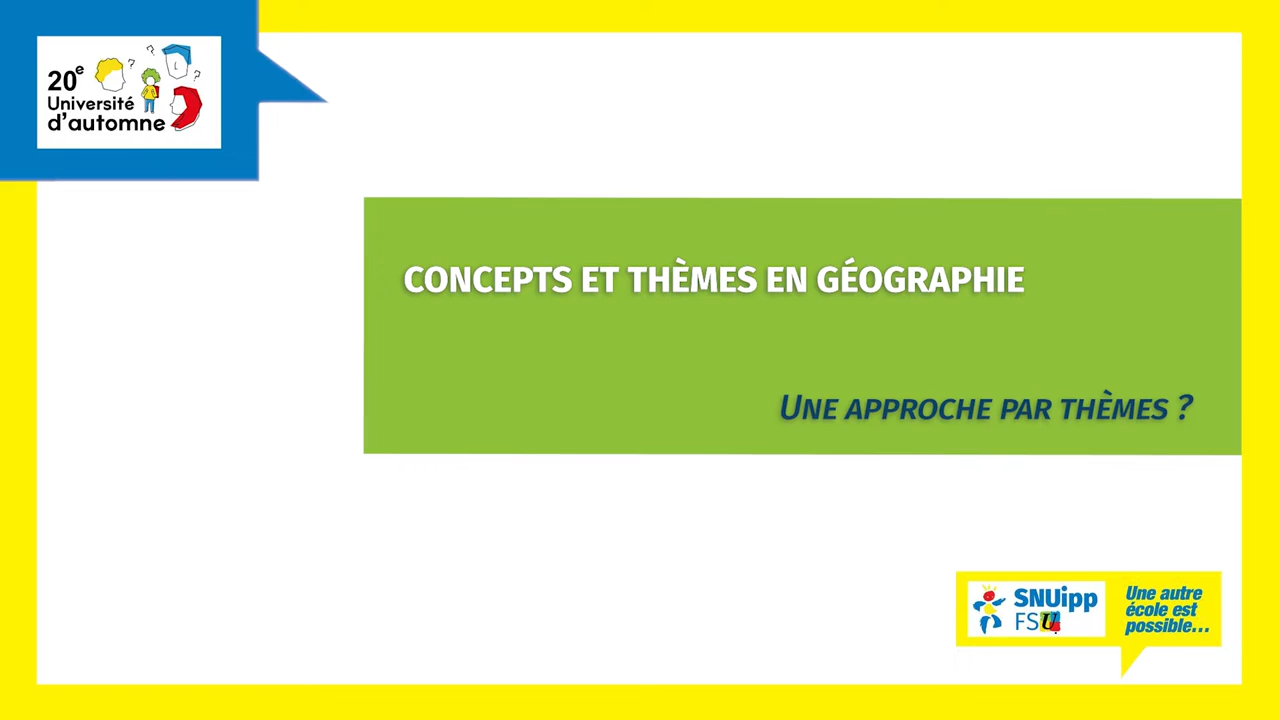 20e
Université
d'automne
CONCEPTS ET THÈMES EN GÉOGRAPHIE
UNE APPROCHE PAR THÈMES ?
SNUipp
FSU
Une autre
école est
possible...